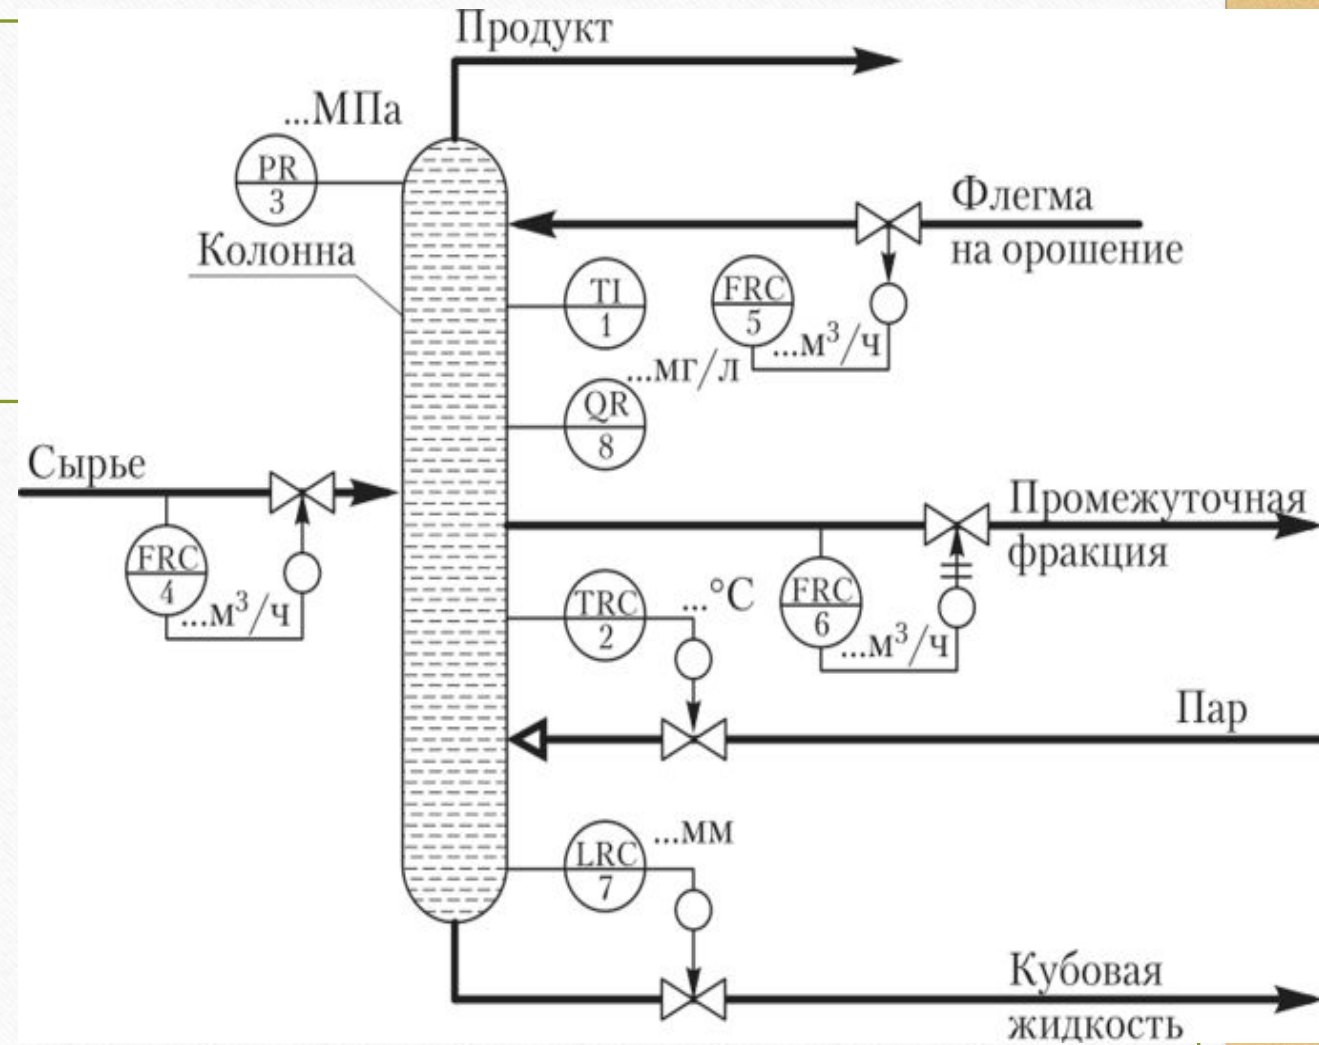 Продукт
...МПа
PR
3
Флегма
на орошение
Колонна
TI
1
FRC
5
...м³/ч
...мг/л
QR
8
Сырье
Промежуточная
фракция
FRC
4
...м³/ч
TRC
2
...°С
FRC
6
...м³/ч
Пар
LRC
7
...мм
Кубовая
жидкость